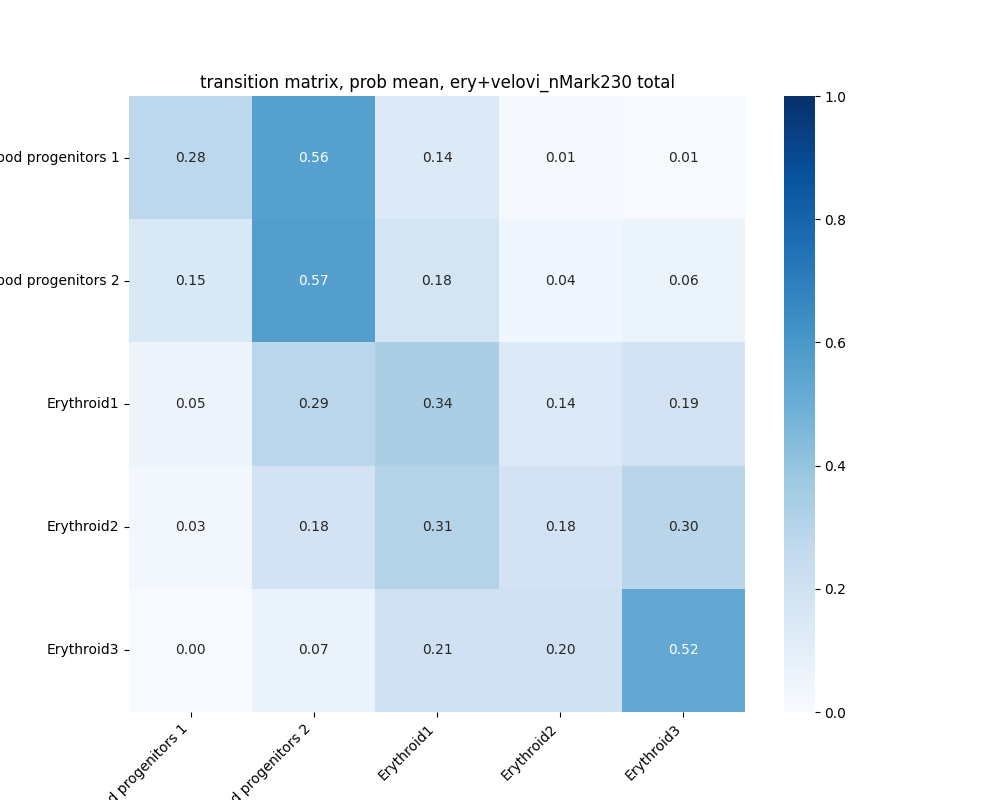 transition matrix, prob mean, ery+velovi_nMark230 total
ood progenitors 1
0.28 0.56 0.14 0.01 0.01
ood progenitors 2
0.15 0.57 0.18 0.04 0.06
Erythroid1
0.05 0.29 0.34 0.14 0.19
Erythroid2
0.03 0.18 0.31 0.18 0.30
Erythroid3
0.00 0.07 0.21 0.20 0.52
d progenitors 1
d progenitors 2
Erythroid1
Erythroid2
Erythroid3
1.0
0.8
0.6
0.4
0.2
0.0